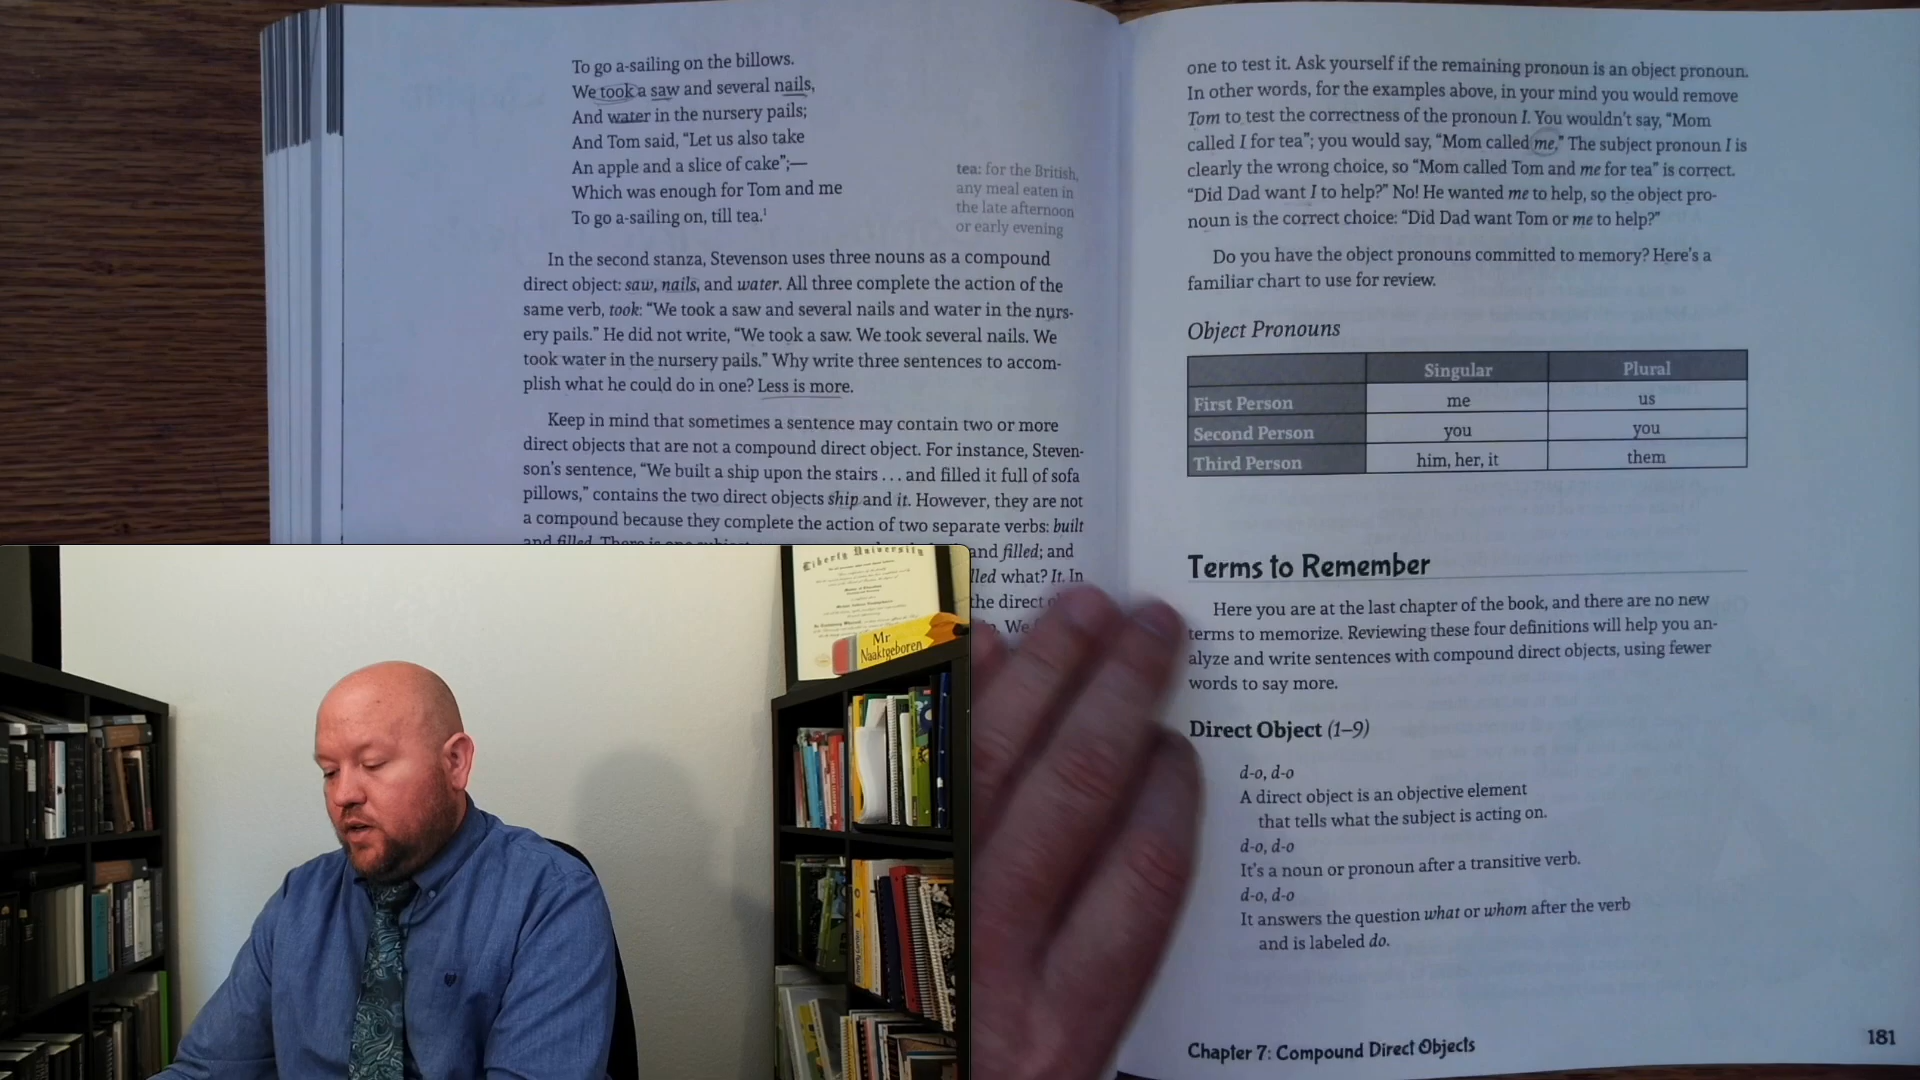 To go a-sailing on the billows.
We took a saw and several nails,
And water in the nursery pails;
And Tom said, “Let us also take
An apple and a slice of cake”;—
Which was enough for Tom and me
To go a-sailing on, till tea.¹
tea: for the British,
any meal eaten in
the late afternoon
or early evening
In the second stanza, Stevenson uses three nouns as a compound
direct object: saw, nails, and water. All three complete the action of the
same verb, took: “We took a saw and several nails and water in the nurs-
ery pails.” He did not write, “We took a saw. We took several nails. We
took water in the nursery pails.” Why write three sentences to accom-
plish what he could do in one? Less is more.
Keep in mind that sometimes a sentence may contain two or more
direct objects that are not a compound direct object. For instance, Steven-
son’s sentence, “We built a ship upon the stairs . . . and filled it full of sofa
pillows,” contains the two direct objects ship and it. However, they are not
a compound because they complete the action of two separate verbs: built
and filled. There is one and filled; and
what? It. In
the direct
We
one to test it. Ask yourself if the remaining pronoun is an object pronoun.
In other words, for the examples above, in your mind you would remove
Tom to test the correctness of the pronoun I. You wouldn’t say, “Mom
called I for tea”; you would say, “Mom called me.” The subject pronoun I is
clearly the wrong choice, so “Mom called Tom and me for tea” is correct.
“Did Dad want I to help?” No! He wanted me to help, so the object pro-
noun is the correct choice: “Did Dad want Tom or me to help?”
Do you have the object pronouns committed to memory? Here’s a
familiar chart to use for review.
Object Pronouns
Singular Plural
First Person me us
Second Person you you
Third Person him, her, it them
Terms to Remember
Here you are at the last chapter of the book, and there are no new
terms to memorize. Reviewing these four definitions will help you an-
alyze and write sentences with compound direct objects, using fewer
words to say more.
Direct Object (1–9)
d-o, d-o
A direct object is an objective element
that tells what the subject is acting on.
d-o, d-o
It’s a noun or pronoun after a transitive verb.
d-o, d-o
It answers the question what or whom after the verb
and is labeled do.
Chapter 7: Compound Direct Objects
181
Liberty University
Mr
Naaktgeboren